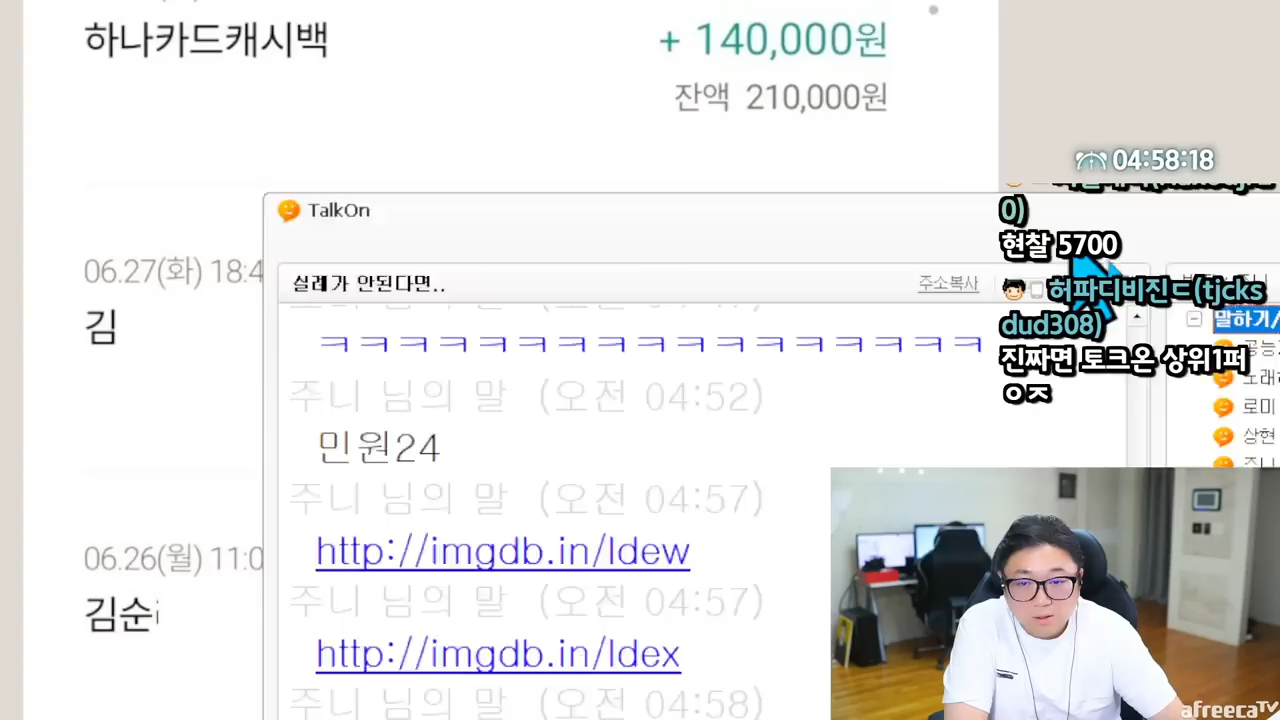 하나카드캐시백
+ 140,000원
잔액 210,000원
04:58:18
0)
현찰 5700
허파디비진ㄷ(tjcks
dud308)
진짜면 토크온 상위1퍼
ㅇㅈ
TalkOn
실례가 안된다면..
주소복사
06.27(화) 18:4
김
ㅋㅋㅋㅋㅋㅋㅋㅋㅋㅋㅋㅋㅋㅋㅋㅋㅋ
주니 님의 말 (오전 04:52)
민원24
주니 님의 말 (오전 04:57)
http://imgdb.in/ldew
주니 님의 말 (오전 04:57)
http://imgdb.in/ldex
주니 님의 말 (오전 04:58)
06.26(월) 11:0
김순
말하기/
로미
상현
afreecaTV